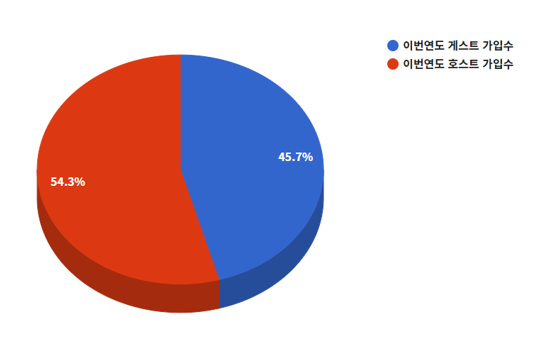 이번연도 게스트 가입수
이번연도 호스트 가입수
45.7%
54.3%